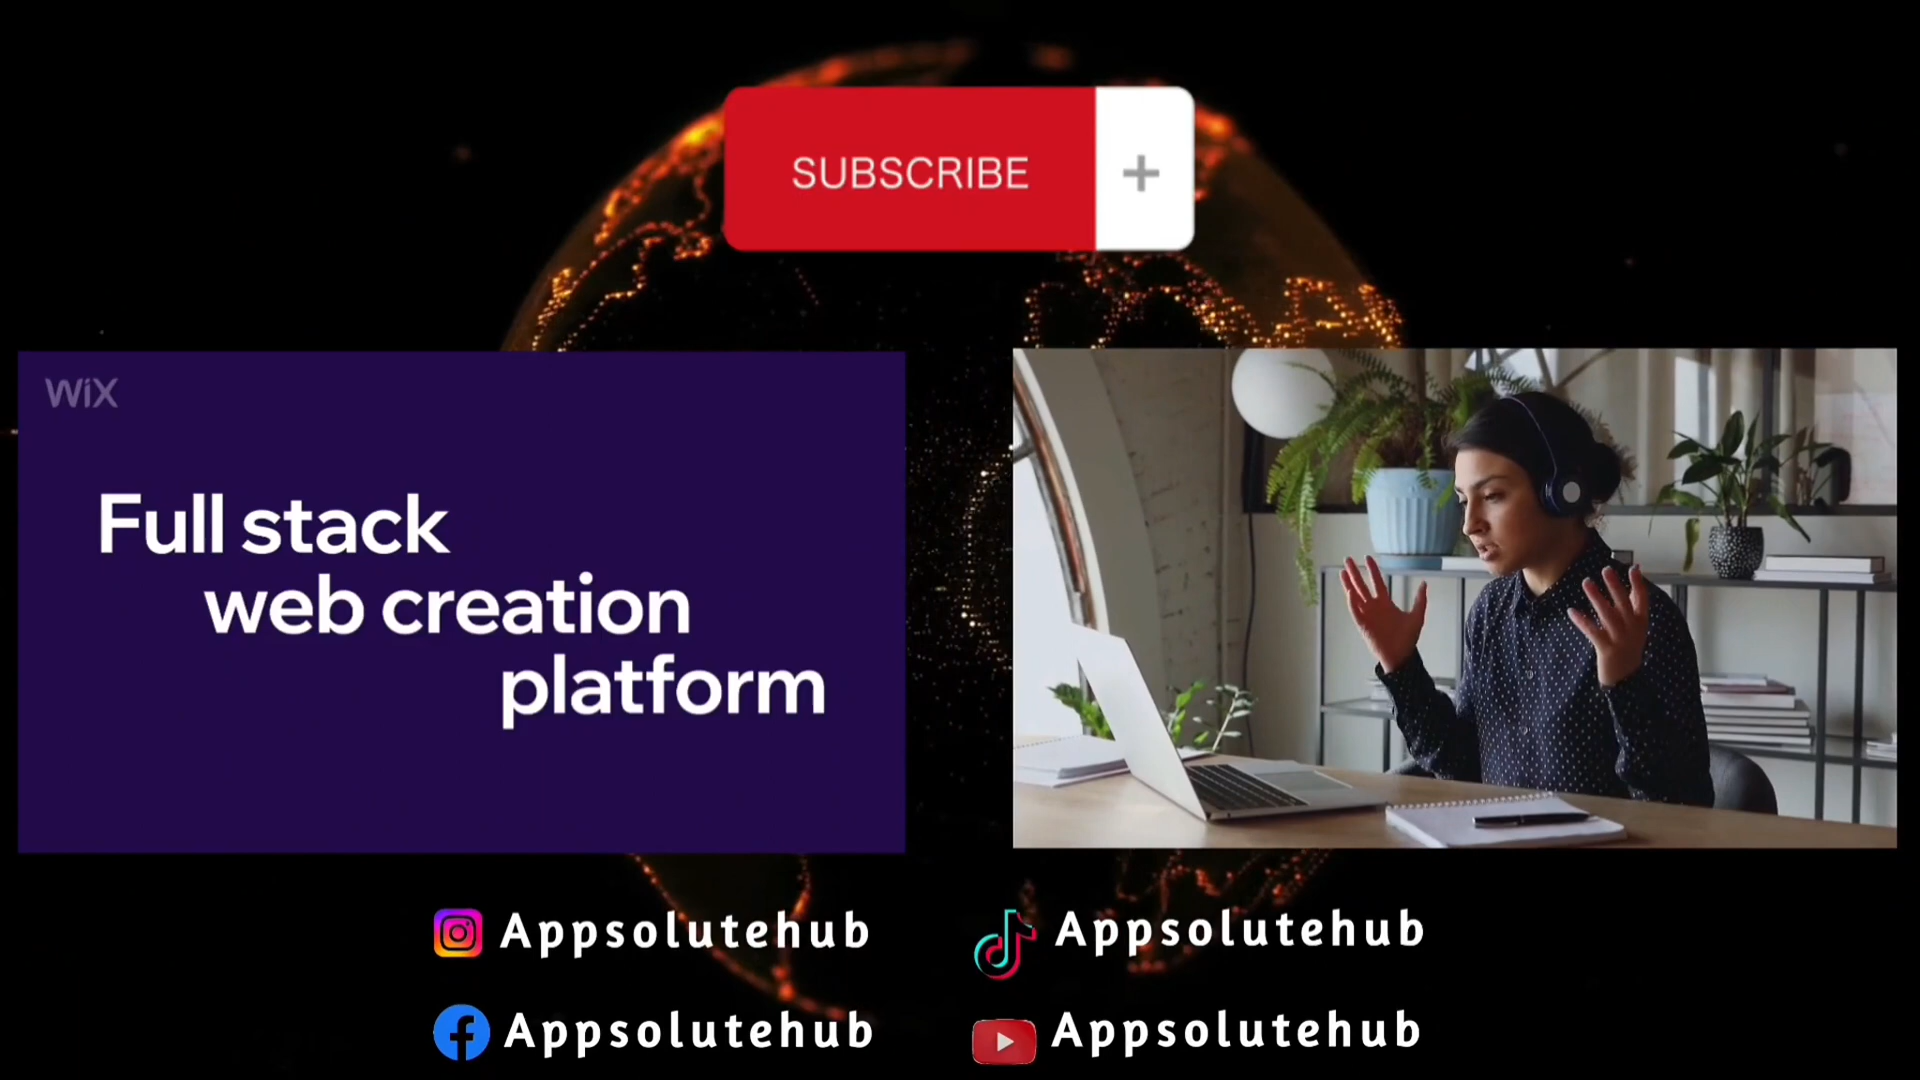 SUBSCRIBE +
WiX
Full stack
web creation
platform
Appsolutehub
Appsolutehub
Appsolutehub
Appsolutehub